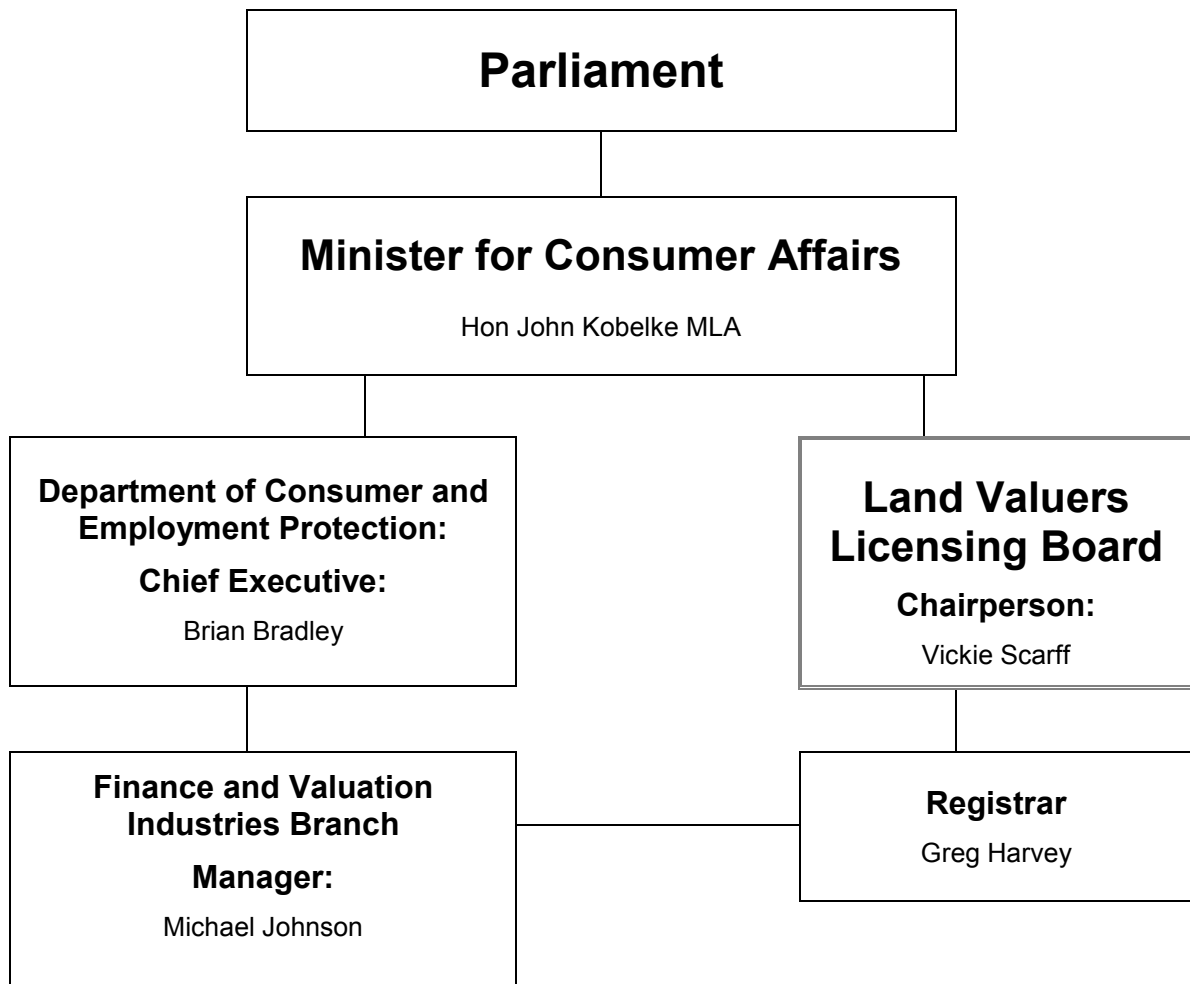 Parliament
Minister for Consumer Affairs
Hon John Kobelke MLA
Department of Consumer and
Employment Protection:
Chief Executive:
Brian Bradley
Land Valuers
Licensing Board
Chairperson:
Vickie Scarff
Finance and Valuation
Industries Branch
Manager:
Michael Johnson
Registrar
Greg Harvey